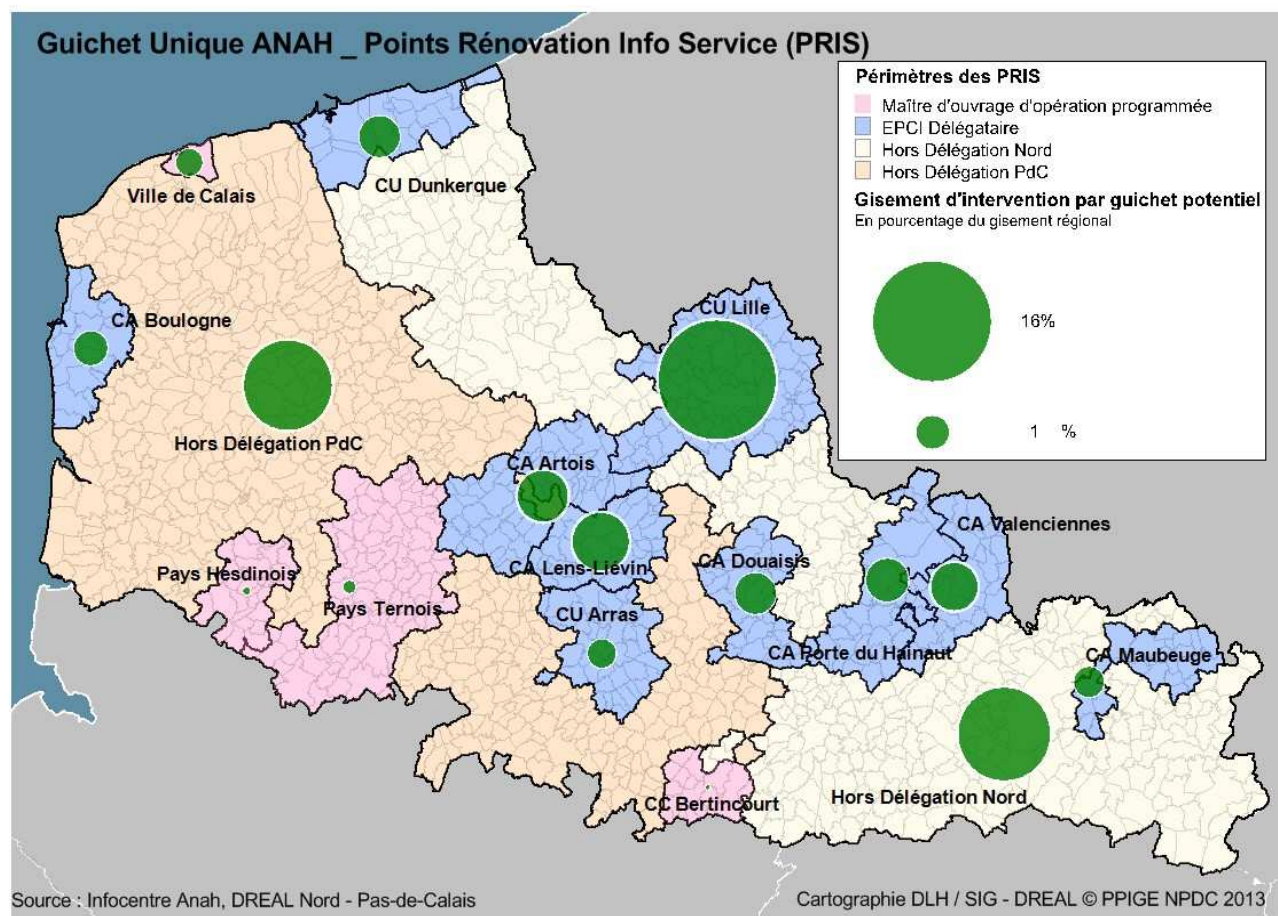 Guichet Unique ANAH _ Points Rénovation Info Service (PRIS)
Périmètres des PRIS
Maître d'ouvrage d'opération programmée
EPCI Délégataire
Hors Délégation Nord
Hors Délégation PdC
Gisement d'intervention par guichet potentiel
En pourcentage du gisement régional
16%
1 %
Ville de Calais
CU Dunkerque
CA Boulogne
CU Lille
Hors Délégation PdC
CA Artois
CA Valenciennes
CA Lens-Liévin
CA Douaisis
Pays Hesdinois
Pays Ternois
CU Arras
CA Porte du Hainaut
CA Maubeuge
CC Bertincourt
Hors Délégation Nord
Source : Infocentre Anah, DREAL Nord - Pas-de-Calais
Cartographie DLH / SIG - DREAL © PPIGE NPDC 2013